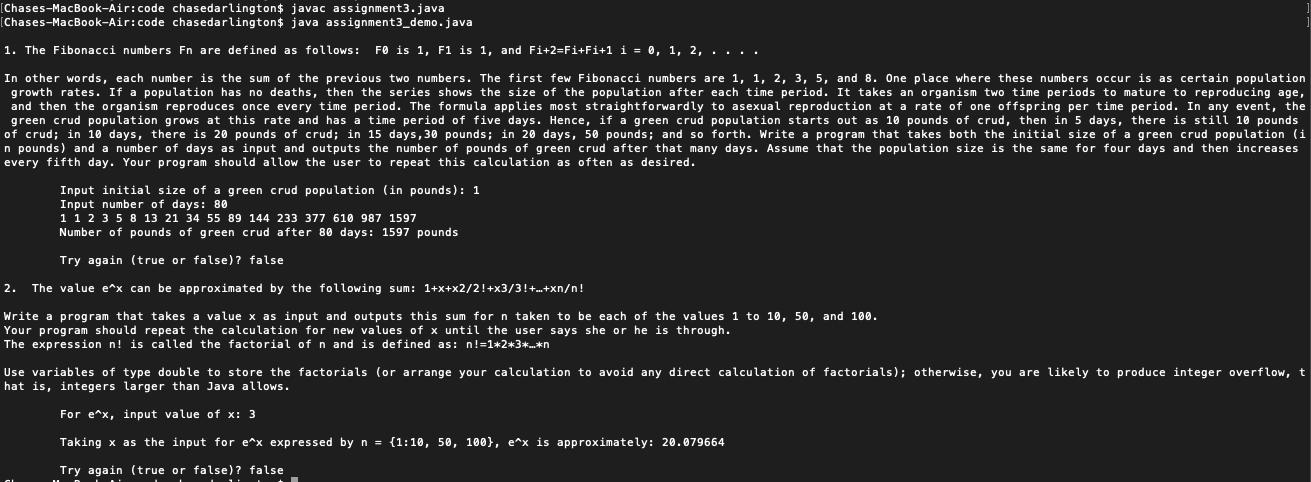 [Chases-MacBook-Air:code chasedarlington$ javac assignment3.java ]
[Chases-MacBook-Air:code chasedarlington$ java assignment3_demo.java ]
1. The Fibonacci numbers Fn are defined as follows: F0 is 1, F1 is 1, and Fi+2=Fi+Fi+1 i = 0, 1, 2, . . . .
In other words, each number is the sum of the previous two numbers. The first few Fibonacci numbers are 1, 1, 2, 3, 5, and 8. One place where these numbers occur is as certain population
growth rates. If a population has no deaths, then the series shows the size of the population after each time period. It takes an organism two time periods to mature to reproducing age,
and then the organism reproduces once every time period. The formula applies most straightforwardly to asexual reproduction at a rate of one offspring per time period. In any event, the
green crud population grows at this rate and has a time period of five days. Hence, if a green crud population starts out as 10 pounds of crud, then in 5 days, there is still 10 pounds
of crud; in 10 days, there is 20 pounds of crud; in 15 days,30 pounds; in 20 days, 50 pounds; and so forth. Write a program that takes both the initial size of a green crud population (i
n pounds) and a number of days as input and outputs the number of pounds of green crud after that many days. Assume that the population size is the same for four days and then increases
every fifth day. Your program should allow the user to repeat this calculation as often as desired.
Input initial size of a green crud population (in pounds): 1
Input number of days: 80
1 1 2 3 5 8 13 21 34 55 89 144 233 377 610 987 1597
Number of pounds of green crud after 80 days: 1597 pounds
Try again (true or false)? false
2. The value e^x can be approximated by the following sum: 1+x+x2/2!+x3/3!+…+xn/n!
Write a program that takes a value x as input and outputs this sum for n taken to be each of the values 1 to 10, 50, and 100.
Your program should repeat the calculation for new values of x until the user says she or he is through.
The expression n! is called the factorial of n and is defined as: n!=1*2*3*…*n
Use variables of type double to store the factorials (or arrange your calculation to avoid any direct calculation of factorials); otherwise, you are likely to produce integer overflow, t
hat is, integers larger than Java allows.
For e^x, input value of x: 3
Taking x as the input for e^x expressed by n = {1:10, 50, 100}, e^x is approximately: 20.079664
Try again (true or false)? false